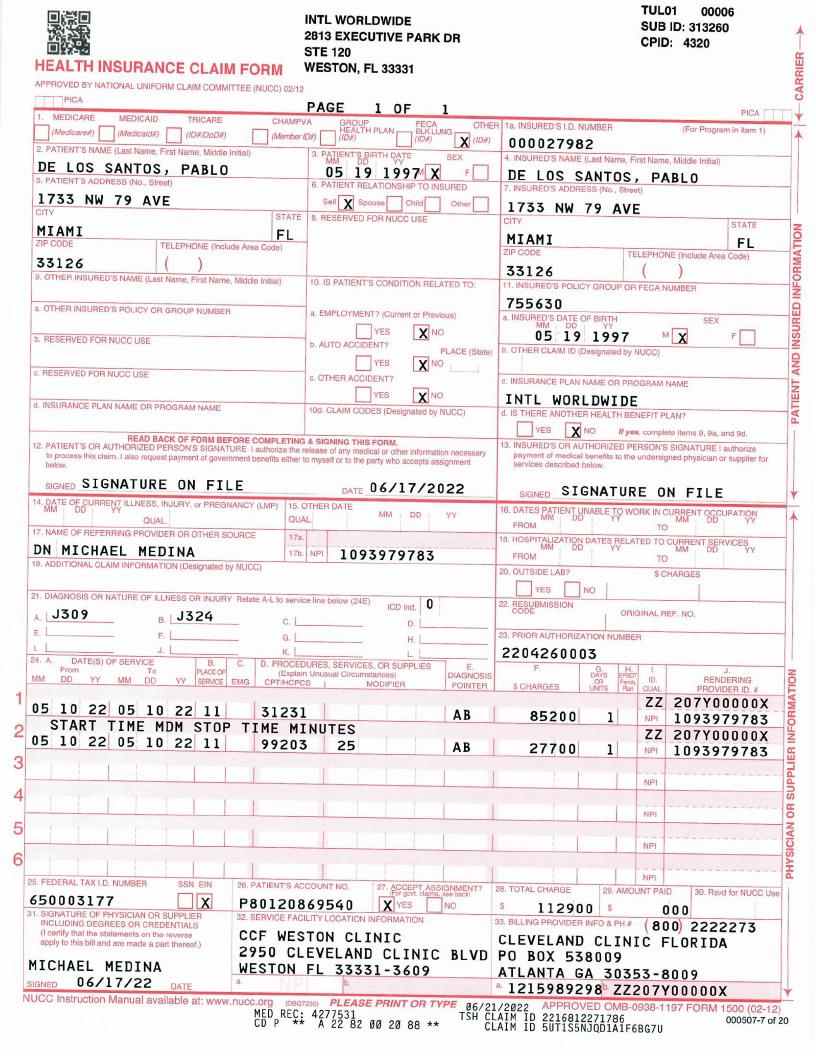 INTL WORLDWIDE
2813 EXECUTIVE PARK DR
STE 120
WESTON, FL 33331
TUL01 00006
SUB ID: 313260
CPID: 4320
HEALTH INSURANCE CLAIM FORM
APPROVED BY NATIONAL UNIFORM CLAIM COMMITTEE (NUCC) 02/12
PICA
PAGE 1 OF 1
PICA
CARRIER
1. MEDICARE MEDICAID TRICARE CHAMPVA GROUP HEALTH PLAN FECA BLK LUNG OTHER
(Medicare#) (Medicaid#) (ID#/DoD#) (Member ID#) (ID#) (ID#) X (ID#)
1a. INSURED'S I.D. NUMBER (For Program in Item 1)
000027982
2. PATIENT'S NAME (Last Name, First Name, Middle Initial)
DE LOS SANTOS, PABLO
3. PATIENT'S BIRTH DATE SEX
MM DD YY
05 19 1997 M X F
4. INSURED'S NAME (Last Name, First Name, Middle Initial)
DE LOS SANTOS, PABLO
5. PATIENT'S ADDRESS (No., Street)
1733 NW 79 AVE
6. PATIENT RELATIONSHIP TO INSURED
Self X Spouse Child Other
7. INSURED'S ADDRESS (No., Street)
1733 NW 79 AVE
CITY STATE
MIAMI FL
8. RESERVED FOR NUCC USE
CITY STATE
MIAMI FL
ZIP CODE TELEPHONE (Include Area Code)
33126 ( )
ZIP CODE TELEPHONE (Include Area Code)
33126 ( )
9. OTHER INSURED'S NAME (Last Name, First Name, Middle Initial)
10. IS PATIENT'S CONDITION RELATED TO:
11. INSURED'S POLICY GROUP OR FECA NUMBER
755630
a. OTHER INSURED'S POLICY OR GROUP NUMBER
a. EMPLOYMENT? (Current or Previous)
YES X NO
a. INSURED'S DATE OF BIRTH SEX
MM DD YY
05 19 1997 M X F
b. RESERVED FOR NUCC USE
b. AUTO ACCIDENT? PLACE (State)
YES X NO
b. OTHER CLAIM ID (Designated by NUCC)
c. RESERVED FOR NUCC USE
c. OTHER ACCIDENT?
YES X NO
c. INSURANCE PLAN NAME OR PROGRAM NAME
INTL WORLDWIDE
d. INSURANCE PLAN NAME OR PROGRAM NAME
10d. CLAIM CODES (Designated by NUCC)
d. IS THERE ANOTHER HEALTH BENEFIT PLAN?
YES X NO If yes, complete items 9, 9a, and 9d.
PATIENT AND INSURED INFORMATION
READ BACK OF FORM BEFORE COMPLETING & SIGNING THIS FORM.
12. PATIENT'S OR AUTHORIZED PERSON'S SIGNATURE I authorize the release of any medical or other information necessary
to process this claim. I also request payment of government benefits either to myself or to the party who accepts assignment
below.
SIGNED SIGNATURE ON FILE DATE 06/17/2022
13. INSURED'S OR AUTHORIZED PERSON'S SIGNATURE I authorize
payment of medical benefits to the undersigned physician or supplier for
services described below.
SIGNED SIGNATURE ON FILE
14. DATE OF CURRENT ILLNESS, INJURY, or PREGNANCY (LMP)
MM DD YY
QUAL.
15. OTHER DATE
QUAL. MM DD YY
16. DATES PATIENT UNABLE TO WORK IN CURRENT OCCUPATION
MM DD YY MM DD YY
FROM TO
17. NAME OF REFERRING PROVIDER OR OTHER SOURCE
DN MICHAEL MEDINA
17a.
17b. NPI 1093979783
18. HOSPITALIZATION DATES RELATED TO CURRENT SERVICES
MM DD YY MM DD YY
FROM TO
19. ADDITIONAL CLAIM INFORMATION (Designated by NUCC)
20. OUTSIDE LAB? $ CHARGES
YES NO
21. DIAGNOSIS OR NATURE OF ILLNESS OR INJURY Relate A-L to service line below (24E) ICD Ind. 0
A. J309 B. J324 C. D.
E. F. G. H.
I. J. K. L.
22. RESUBMISSION CODE ORIGINAL REF. NO.
23. PRIOR AUTHORIZATION NUMBER
2204260003
24. A. DATE(S) OF SERVICE B. C. D. PROCEDURES, SERVICES, OR SUPPLIES E. F. G. H. I. J.
From To PLACE OF (Explain Unusual Circumstances) DIAGNOSIS DAYS OR EPSDT Family ID. RENDERING
MM DD YY MM DD YY SERVICE EMG CPT/HCPCS MODIFIER POINTER $ CHARGES UNITS Plan QUAL. PROVIDER ID. #
1 ZZ 207Y00000X
05 10 22 05 10 22 11 31231 AB 85200 1 NPI 1093979783
2 START TIME MDM STOP TIME MINUTES ZZ 207Y00000X
05 10 22 05 10 22 11 99203 25 AB 27700 1 NPI 1093979783
3
NPI
4
NPI
5
NPI
6
NPI
PHYSICIAN OR SUPPLIER INFORMATION
25. FEDERAL TAX I.D. NUMBER SSN EIN
650003177 X
26. PATIENT'S ACCOUNT NO.
P80120869540
27. ACCEPT ASSIGNMENT?
(For govt. claims, see back)
X YES NO
28. TOTAL CHARGE
$ 112900
29. AMOUNT PAID
$ 000
30. Rsvd for NUCC Use
31. SIGNATURE OF PHYSICIAN OR SUPPLIER
INCLUDING DEGREES OR CREDENTIALS
(I certify that the statements on the reverse
apply to this bill and are made a part thereof.)
MICHAEL MEDINA
SIGNED 06/17/22 DATE
32. SERVICE FACILITY LOCATION INFORMATION
CCF WESTON CLINIC
2950 CLEVELAND CLINIC BLVD
WESTON FL 33331-3609
a. NPI b.
33. BILLING PROVIDER INFO & PH # (800) 2222273
CLEVELAND CLINIC FLORIDA
PO BOX 538009
ATLANTA GA 30353-8009
a. 1215989298 b. ZZ207Y00000X
NUCC Instruction Manual available at: www.nucc.org (DBG7230) PLEASE PRINT OR TYPE 06/21/2022 APPROVED OMB-0938-1197 FORM 1500 (02-12)
MED REC: 4277531 TSH CLAIM ID 2216812271786 000507-7 of 20
CD P ** A 22 82 00 20 88 ** CLAIM ID 5UT1S5NJQD1A1F6BG7U